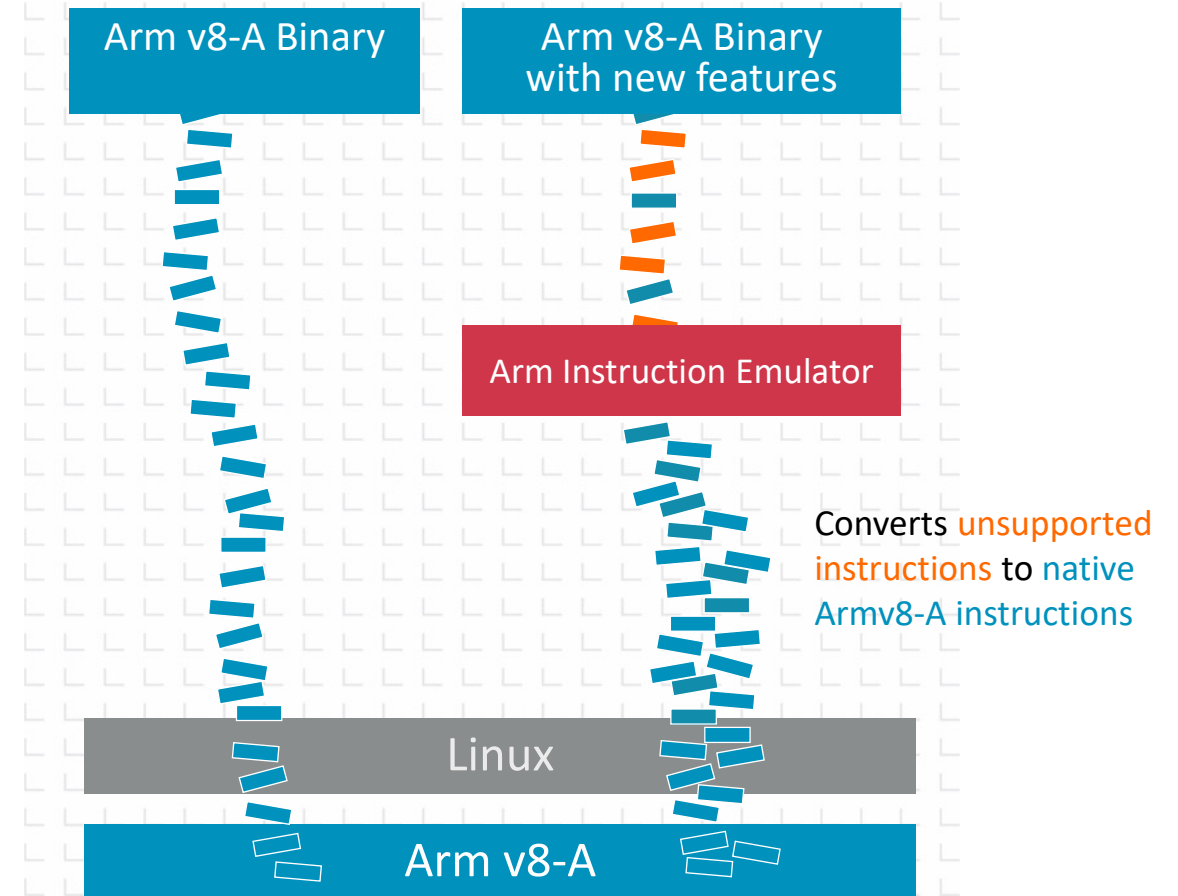 Arm v8-A Binary
Arm v8-A Binary
with new features
Arm Instruction Emulator
Converts unsupported
instructions to native
Armv8-A instructions
Linux
Arm v8-A